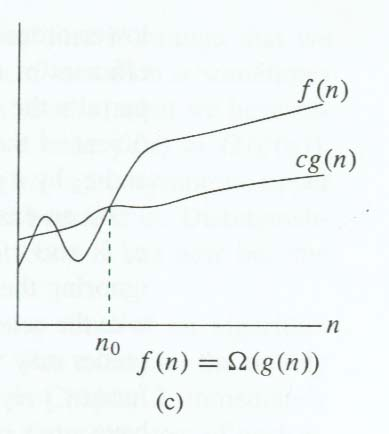 f(n)
cg(n)
n
n₀
f(n) = Ω(g(n))
(c)